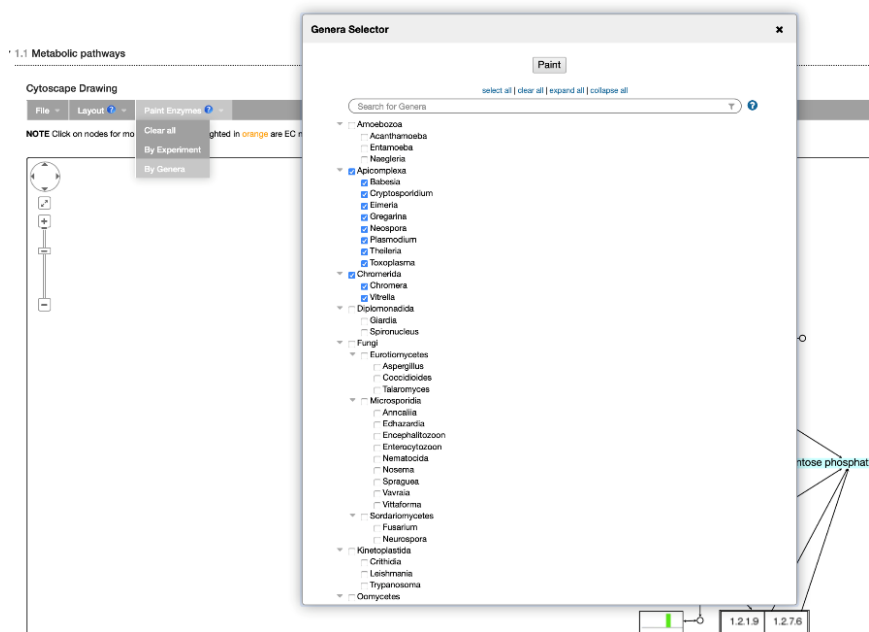 Genera Selector
1.1 Metabolic pathways
Paint
Cytoscape Drawing
select all | clear all | expand all | collapse all
File Layout Paint Enzymes
Search for Genera
NOTE Click on nodes for mo ghted in orange are EC n
Clear all
By Experiment
By Genera
Amoebozoa
Acanthamoeba
Entamoeba
Naegleria
Apicomplexa
Babesia
Cryptosporidium
Eimeria
Gregarina
Neospora
Plasmodium
Theileria
Toxoplasma
Chromerida
Chromera
Vitrella
Diplomonadida
Giardia
Spironucleus
Fungi
Eurotiomycetes
Aspergillus
Coccidioides
Talaromyces
Microsporidia
Anncaliia
Edhazardia
Encephalitozoon
Enterocytozoon
Nematocida
Nosema
Spraguea
Vavraia
Vittaforma
Sordariomycetes
Fusarium
Neurospora
Kinetoplastida
Crithidia
Leishmania
Trypanosoma
Oomycetes
ntose phosphat
1.2.1.9 1.2.7.6